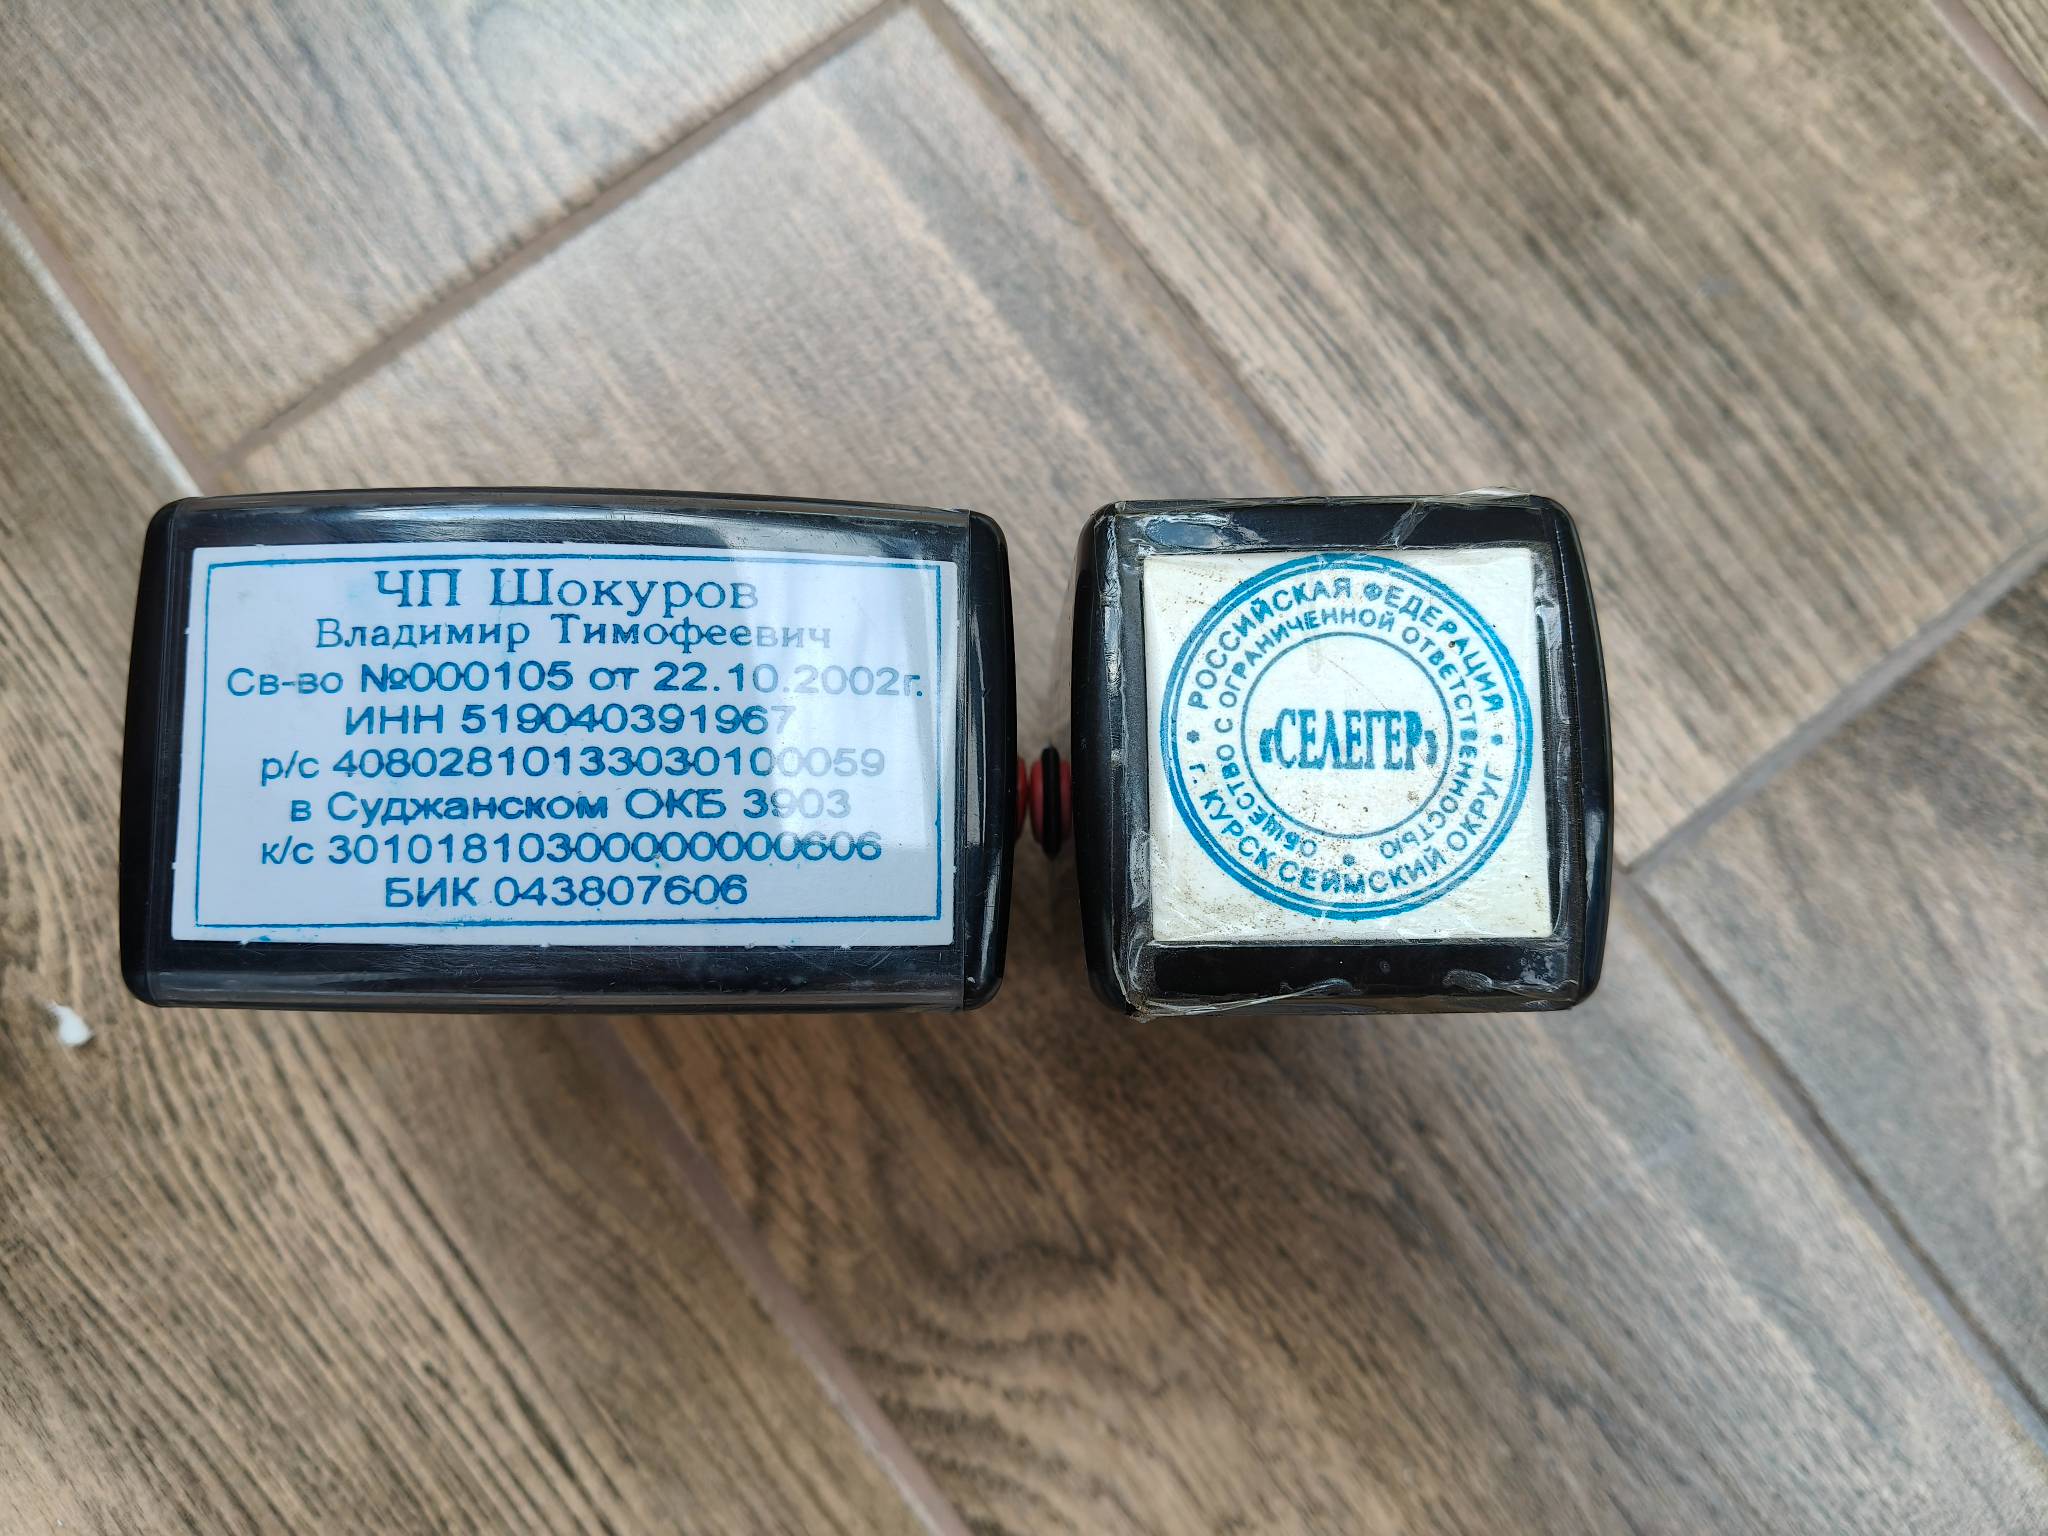 ЧП Шокуров
Владимир Тимофеевич
Св-во №000105 от 22.10.2002г.
ИНН 519040391967
р/с 40802810133030100059
в Суджанском ОКБ 3903
к/с 30101810300000000606
БИК 043807606
* РОССИЙСКАЯ ФЕДЕРАЦИЯ *
г. КУРСК СЕЙМСКИЙ ОКРУГ
* ОБЩЕСТВО С ОГРАНИЧЕННОЙ ОТВЕТСТВЕННОСТЬЮ
«СЕЛЕГЕР»